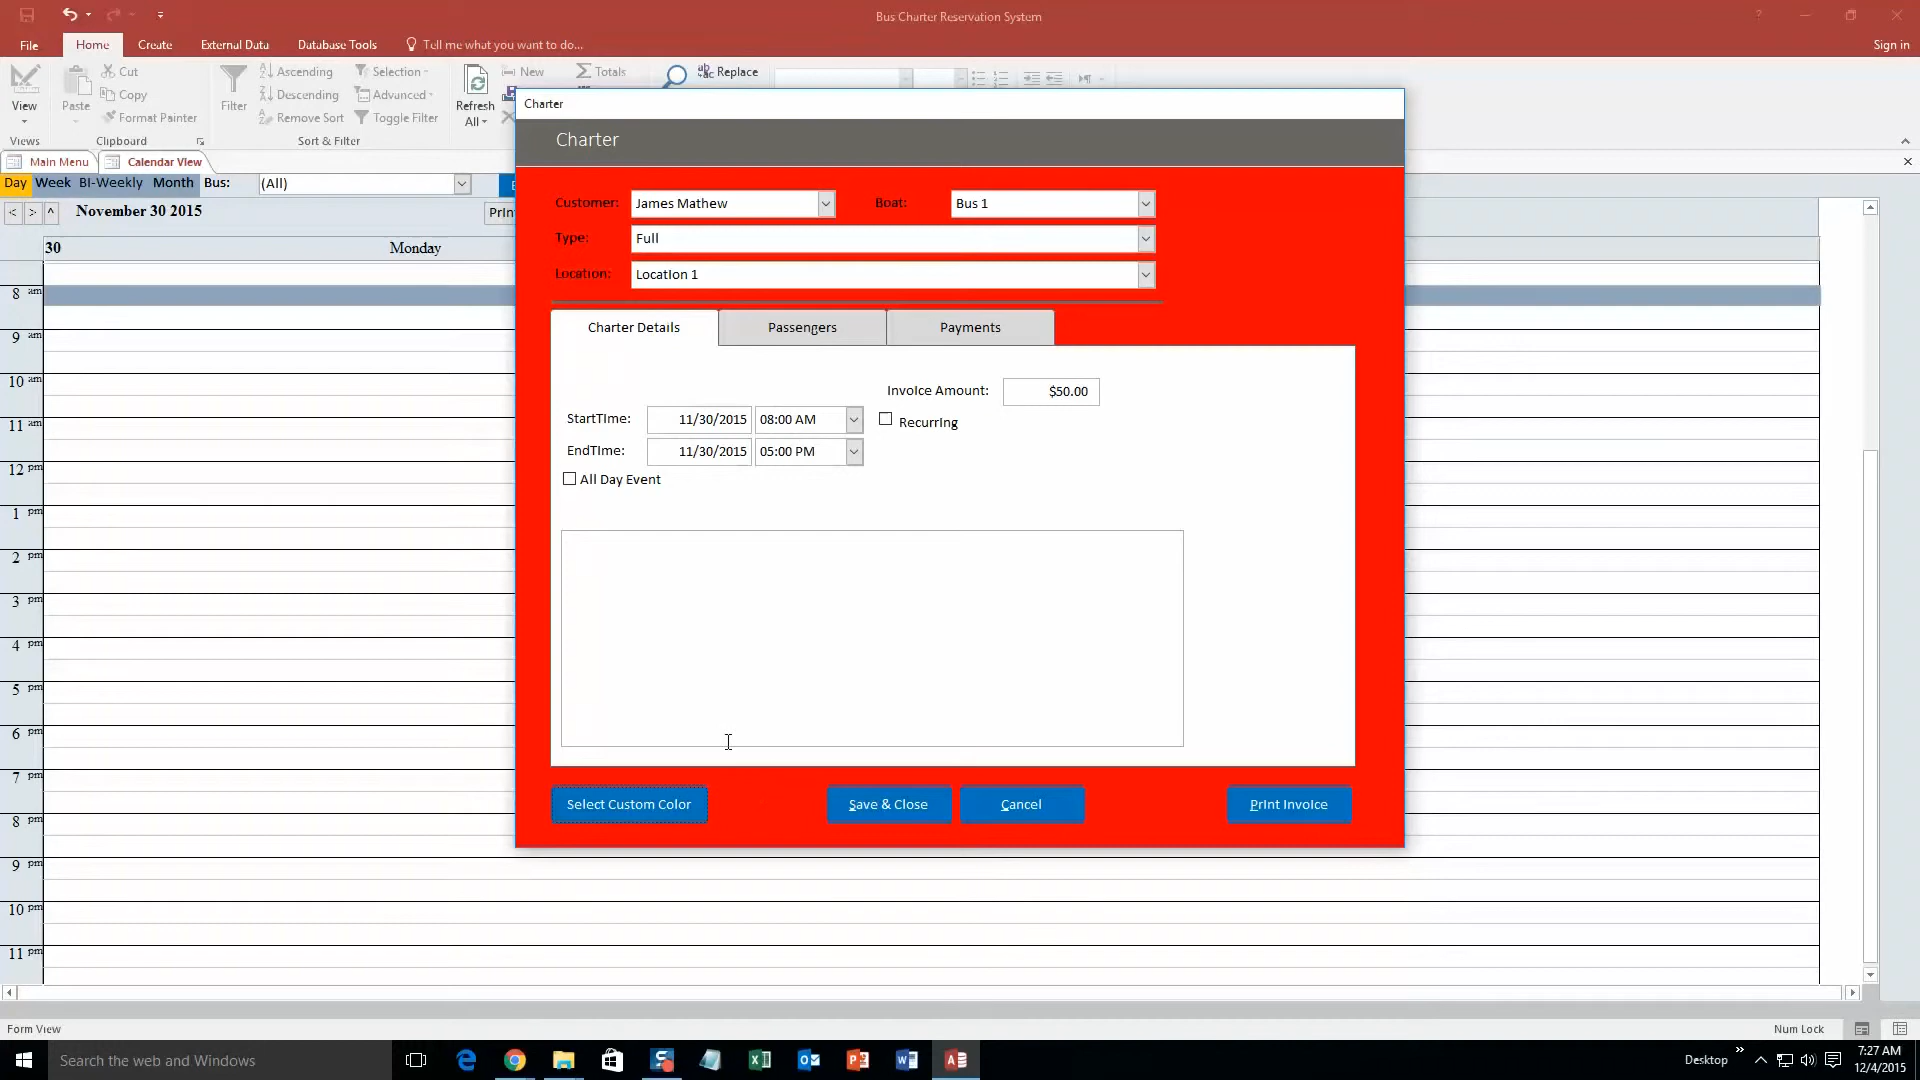 Bus Charter Reservation System
File Home Create External Data Database Tools Tell me what you want to do... Sign in
View Paste Cut Copy Format Painter Filter Ascending Descending Remove Sort Selection Advanced Toggle Filter Refresh All New Totals Replace
Views Clipboard Sort & Filter
Main Menu Calendar View
Day Week BI-Weekly Month Bus: (All)
< > ^ November 30 2015
30 Monday
8 am
9 am
10 am
11 am
12 pm
1 pm
2 pm
3 pm
4 pm
5 pm
6 pm
7 pm
8 pm
9 pm
10 pm
11 pm
Charter
Charter
Customer: James Mathew Boat: Bus 1
Type: Full
Location: Location 1
Charter Details Passengers Payments
Invoice Amount: $50.00
StartTime: 11/30/2015 08:00 AM Recurring
EndTime: 11/30/2015 05:00 PM
All Day Event
Select Custom Color Save & Close Cancel Print Invoice
Form View Num Lock
Search the web and Windows Desktop 7:27 AM
12/4/2015